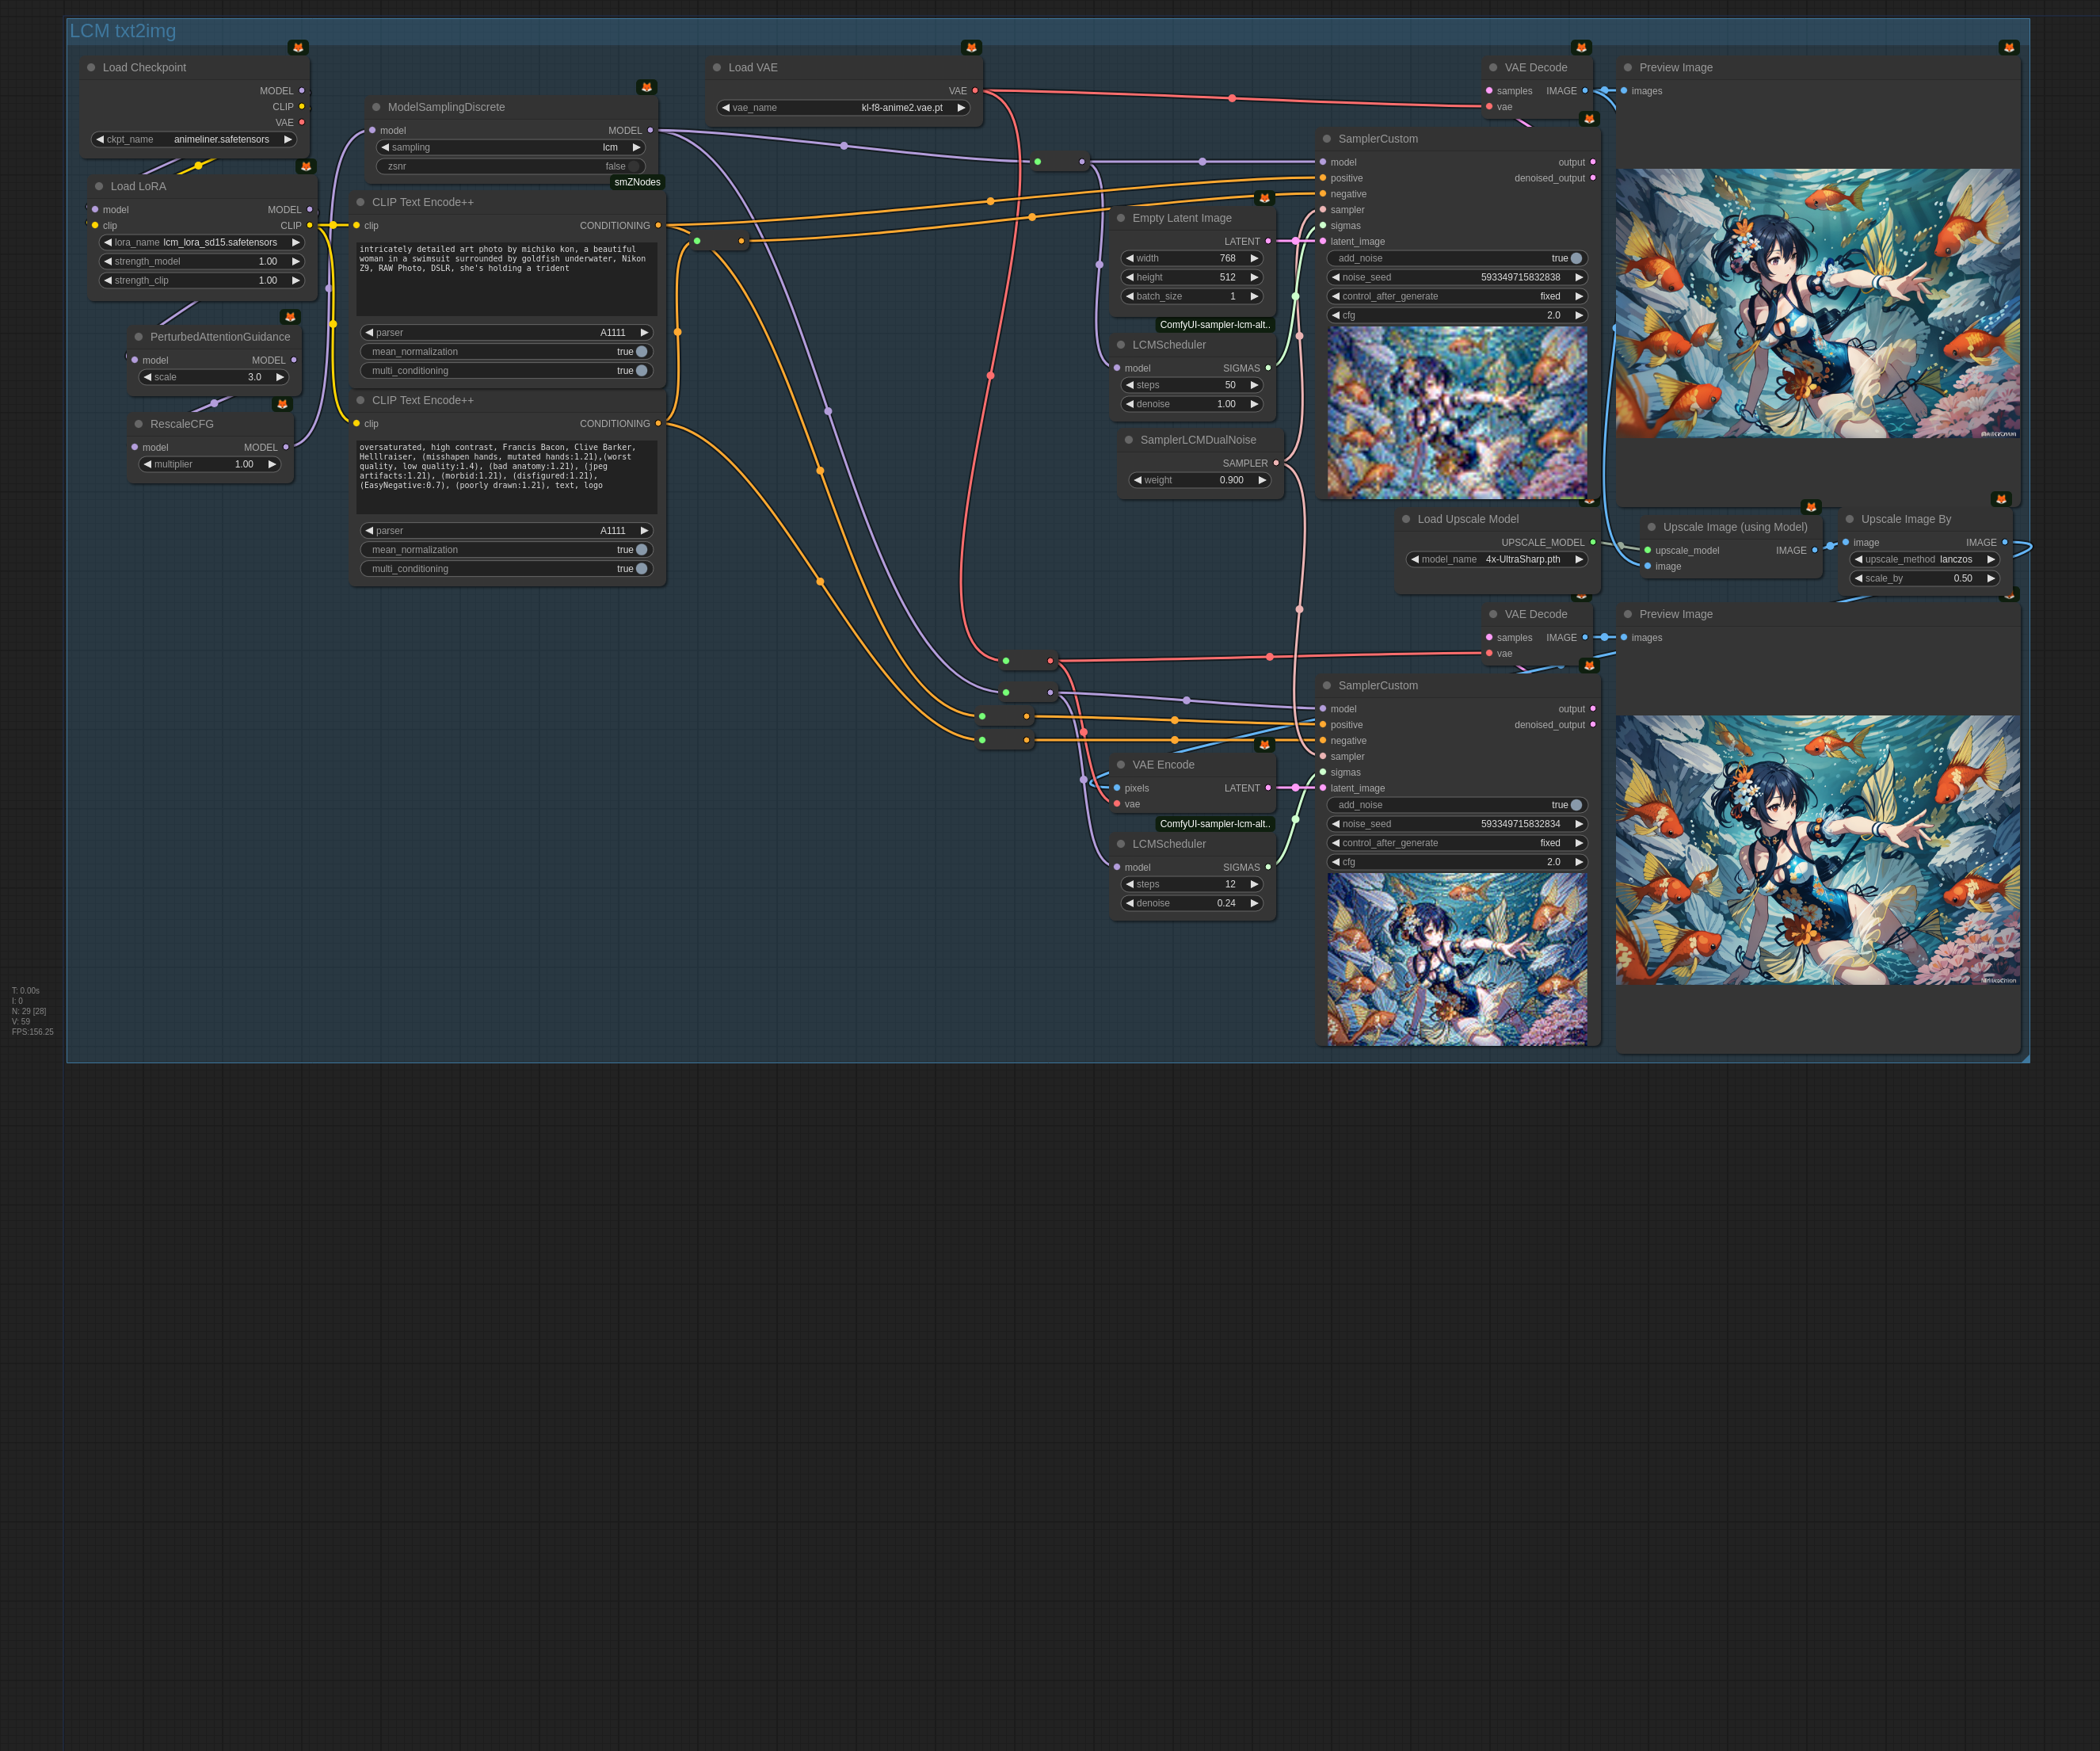 LCM txt2img
Load Checkpoint
MODEL
CLIP
VAE
ckpt_name animeliner.safetensors
Load LoRA
model MODEL
clip CLIP
lora_name lcm_lora_sd15.safetensors
strength_model 1.00
strength_clip 1.00
PerturbedAttentionGuidance
model MODEL
scale 3.0
RescaleCFG
model MODEL
multiplier 1.00
ModelSamplingDiscrete
model MODEL
sampling lcm
zsnr false
smZNodes
CLIP Text Encode++
clip CONDITIONING
intricately detailed art photo by michiko kon, a beautiful
woman in a swimsuit surrounded by goldfish underwater, Nikon
Z9, RAW Photo, DSLR, she's holding a trident
parser A1111
mean_normalization true
multi_conditioning true
CLIP Text Encode++
clip CONDITIONING
oversaturated, high contrast, Francis Bacon, Clive Barker,
Helllraiser, (misshapen hands, mutated hands:1.21),(worst
quality, low quality:1.4), (bad anatomy:1.21), (jpeg
artifacts:1.21), (morbid:1.21), (disfigured:1.21),
(EasyNegative:0.7), (poorly drawn:1.21), text, logo
parser A1111
mean_normalization true
multi_conditioning true
Load VAE
VAE
vae_name kl-f8-anime2.vae.pt
Empty Latent Image
LATENT
width 768
height 512
batch_size 1
ComfyUI-sampler-lcm-alt..
LCMScheduler
model SIGMAS
steps 50
denoise 1.00
SamplerLCMDualNoise
SAMPLER
weight 0.900
VAE Decode
samples IMAGE
vae
SamplerCustom
model output
positive denoised_output
negative
sampler
sigmas
latent_image
add_noise true
noise_seed 593349715832838
control_after_generate fixed
cfg 2.0
Preview Image
images
Load Upscale Model
UPSCALE_MODEL
model_name 4x-UltraSharp.pth
Upscale Image (using Model)
upscale_model IMAGE
image
Upscale Image By
image IMAGE
upscale_method lanczos
scale_by 0.50
VAE Decode
samples IMAGE
vae
Preview Image
images
SamplerCustom
model output
positive denoised_output
negative
sampler
sigmas
latent_image
add_noise true
noise_seed 593349715832834
control_after_generate fixed
cfg 2.0
VAE Encode
pixels LATENT
vae
ComfyUI-sampler-lcm-alt..
LCMScheduler
model SIGMAS
steps 12
denoise 0.24
T: 0.00s
I: 0
N: 29 [28]
V: 59
FPS:156.25